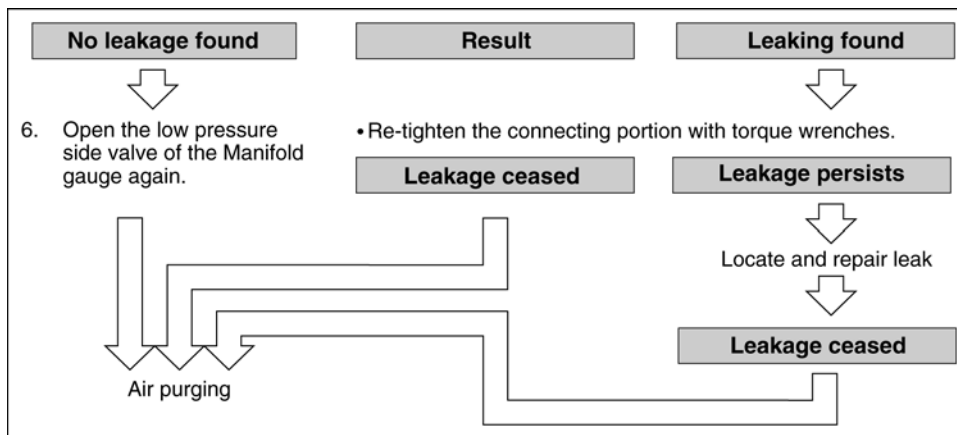 No leakage found
Result
Leaking found
6. Open the low pressure
side valve of the Manifold
gauge again.
• Re-tighten the connecting portion with torque wrenches.
Leakage ceased
Leakage persists
Locate and repair leak
Leakage ceased
Air purging